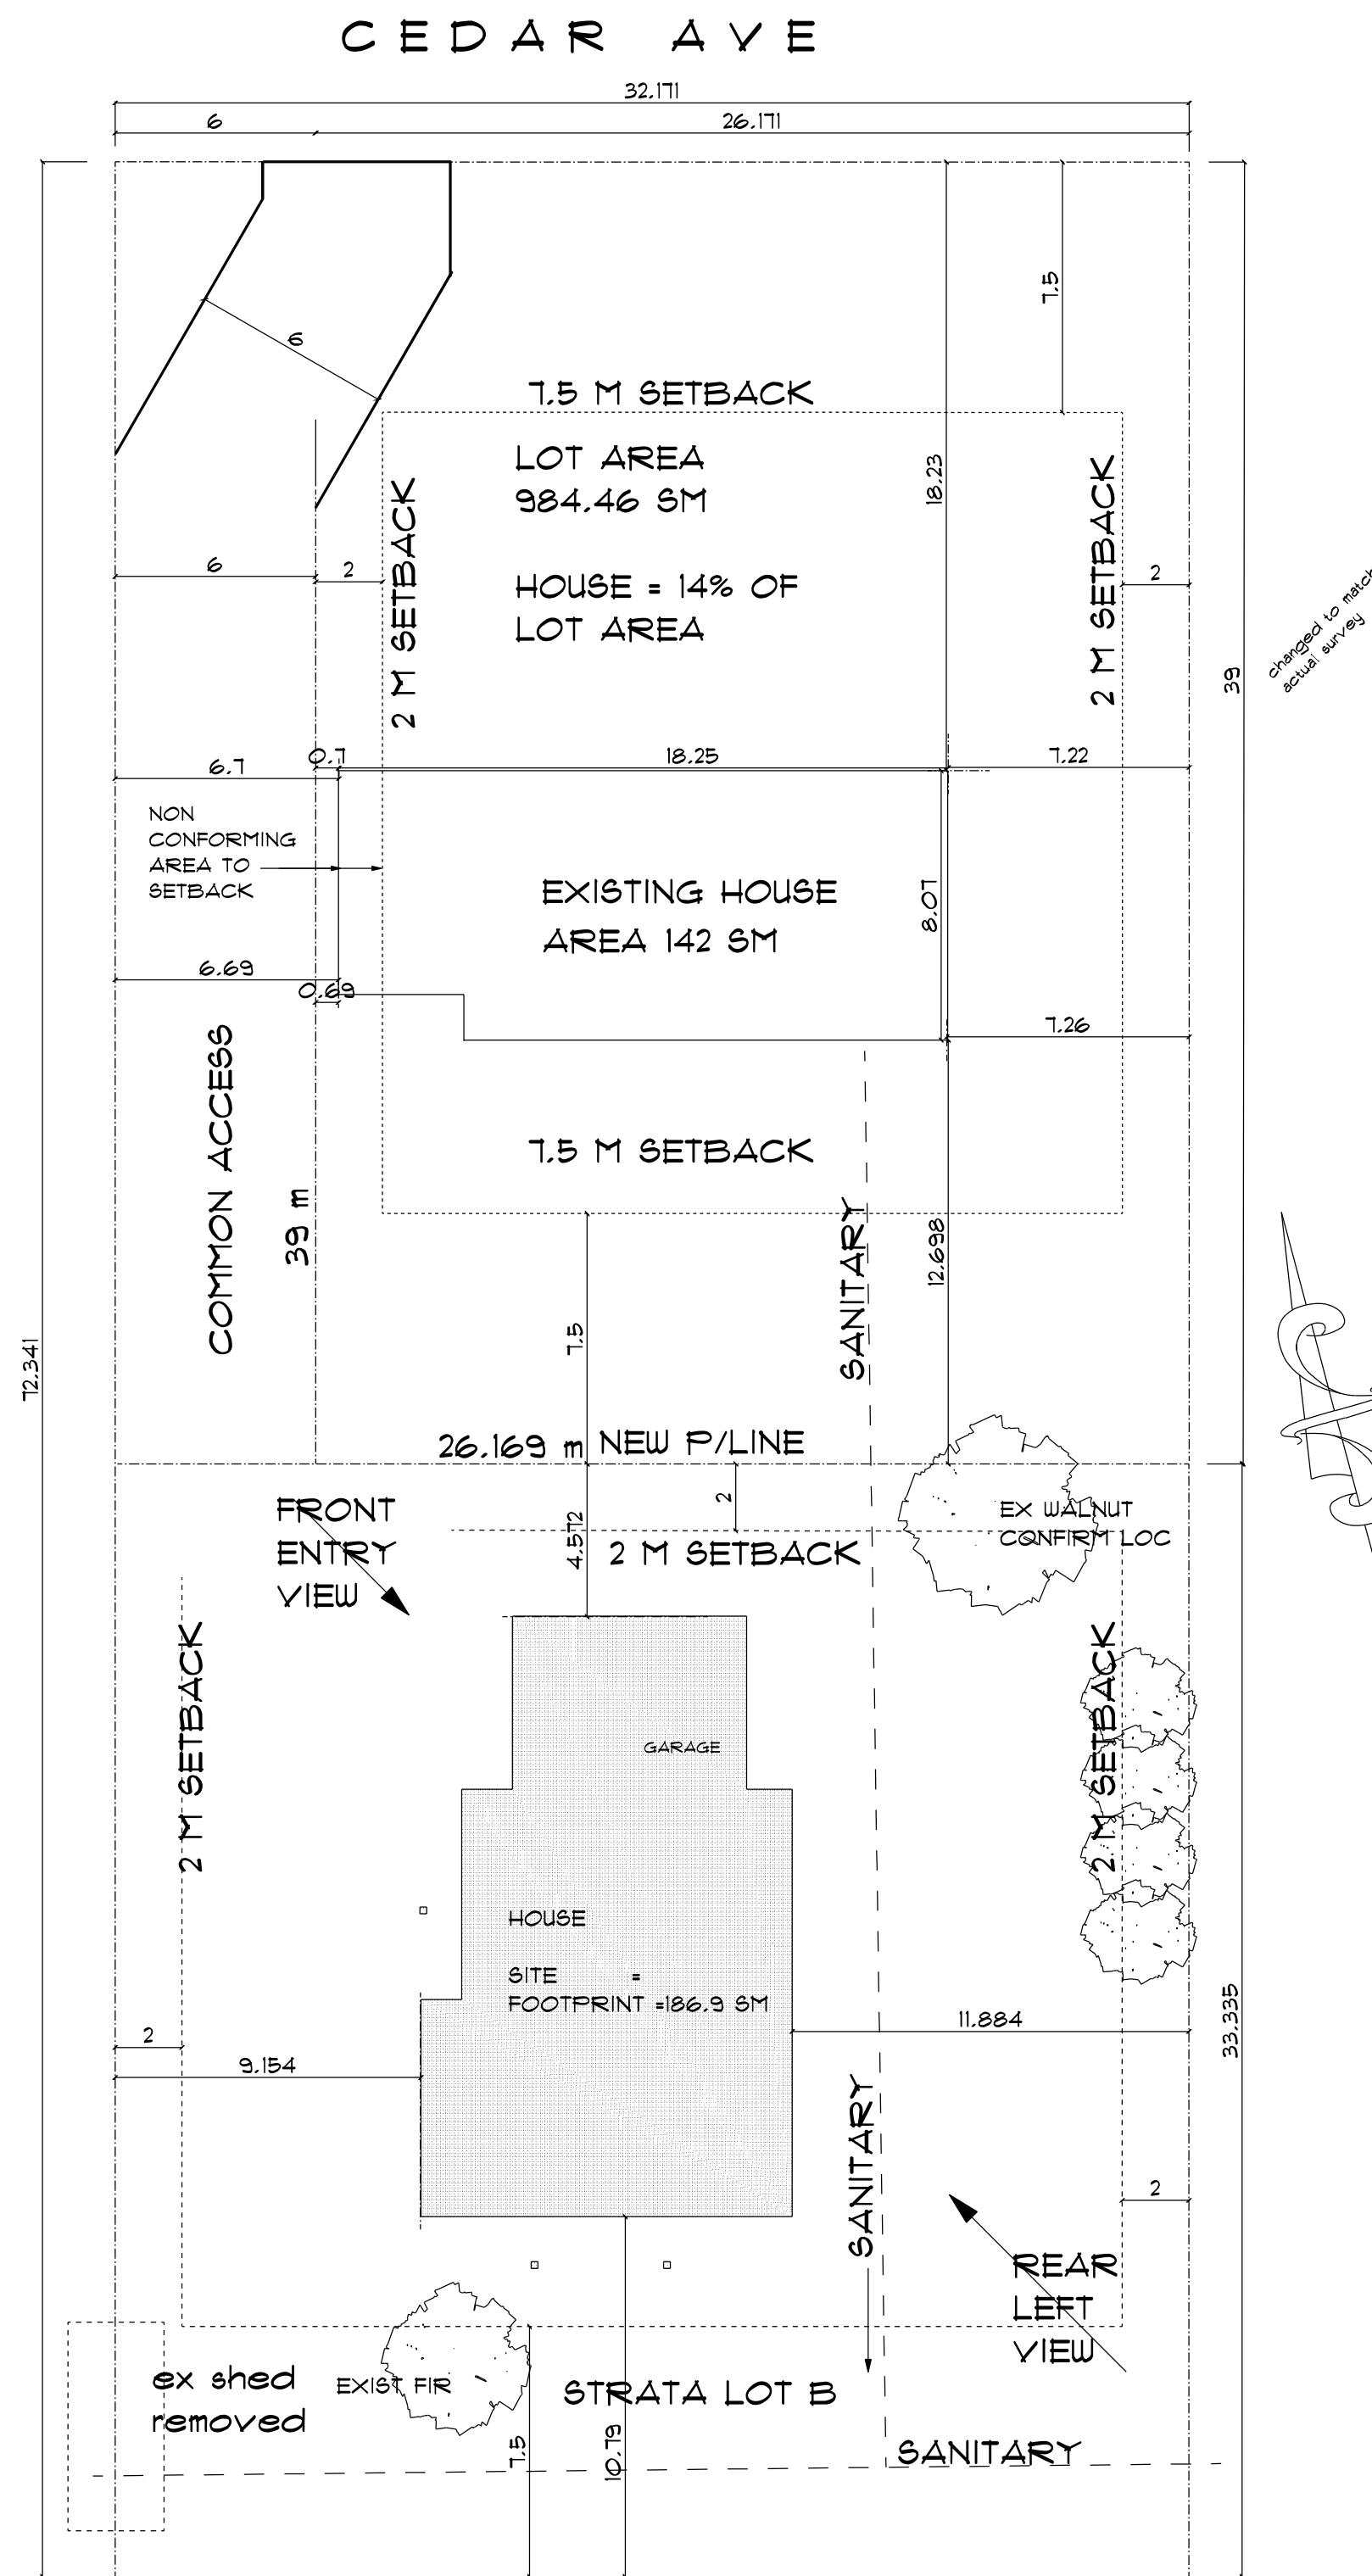 CEDAR AVE
32.171
6
26.171
7.5
6
7.5 M SETBACK
LOT AREA
984.46 SM
18.23
2 M SETBACK
2 M SETBACK
6
2
2
HOUSE = 14% OF
LOT AREA
changed to match
actual survey
39
6.7
0.7
18.25
7.22
NON
CONFORMING
AREA TO
SETBACK
EXISTING HOUSE
AREA 142 SM
8.07
6.69
0.69
7.26
COMMON ACCESS
39 m
7.5 M SETBACK
SANITARY
12.698
7.5
72.341
26.169 m
NEW P/LINE
2
FRONT
ENTRY
VIEW
4.572
2 M SETBACK
EX WALNUT
CONFIRM LOC
2 M SETBACK
2 M SETBACK
GARAGE
HOUSE
SITE =
FOOTPRINT =186.9 SM
11.884
33.335
2
9.154
SANITARY
2
REAR
LEFT
VIEW
ex shed
removed
EXIST FIR
STRATA LOT B
7.5
10.79
SANITARY